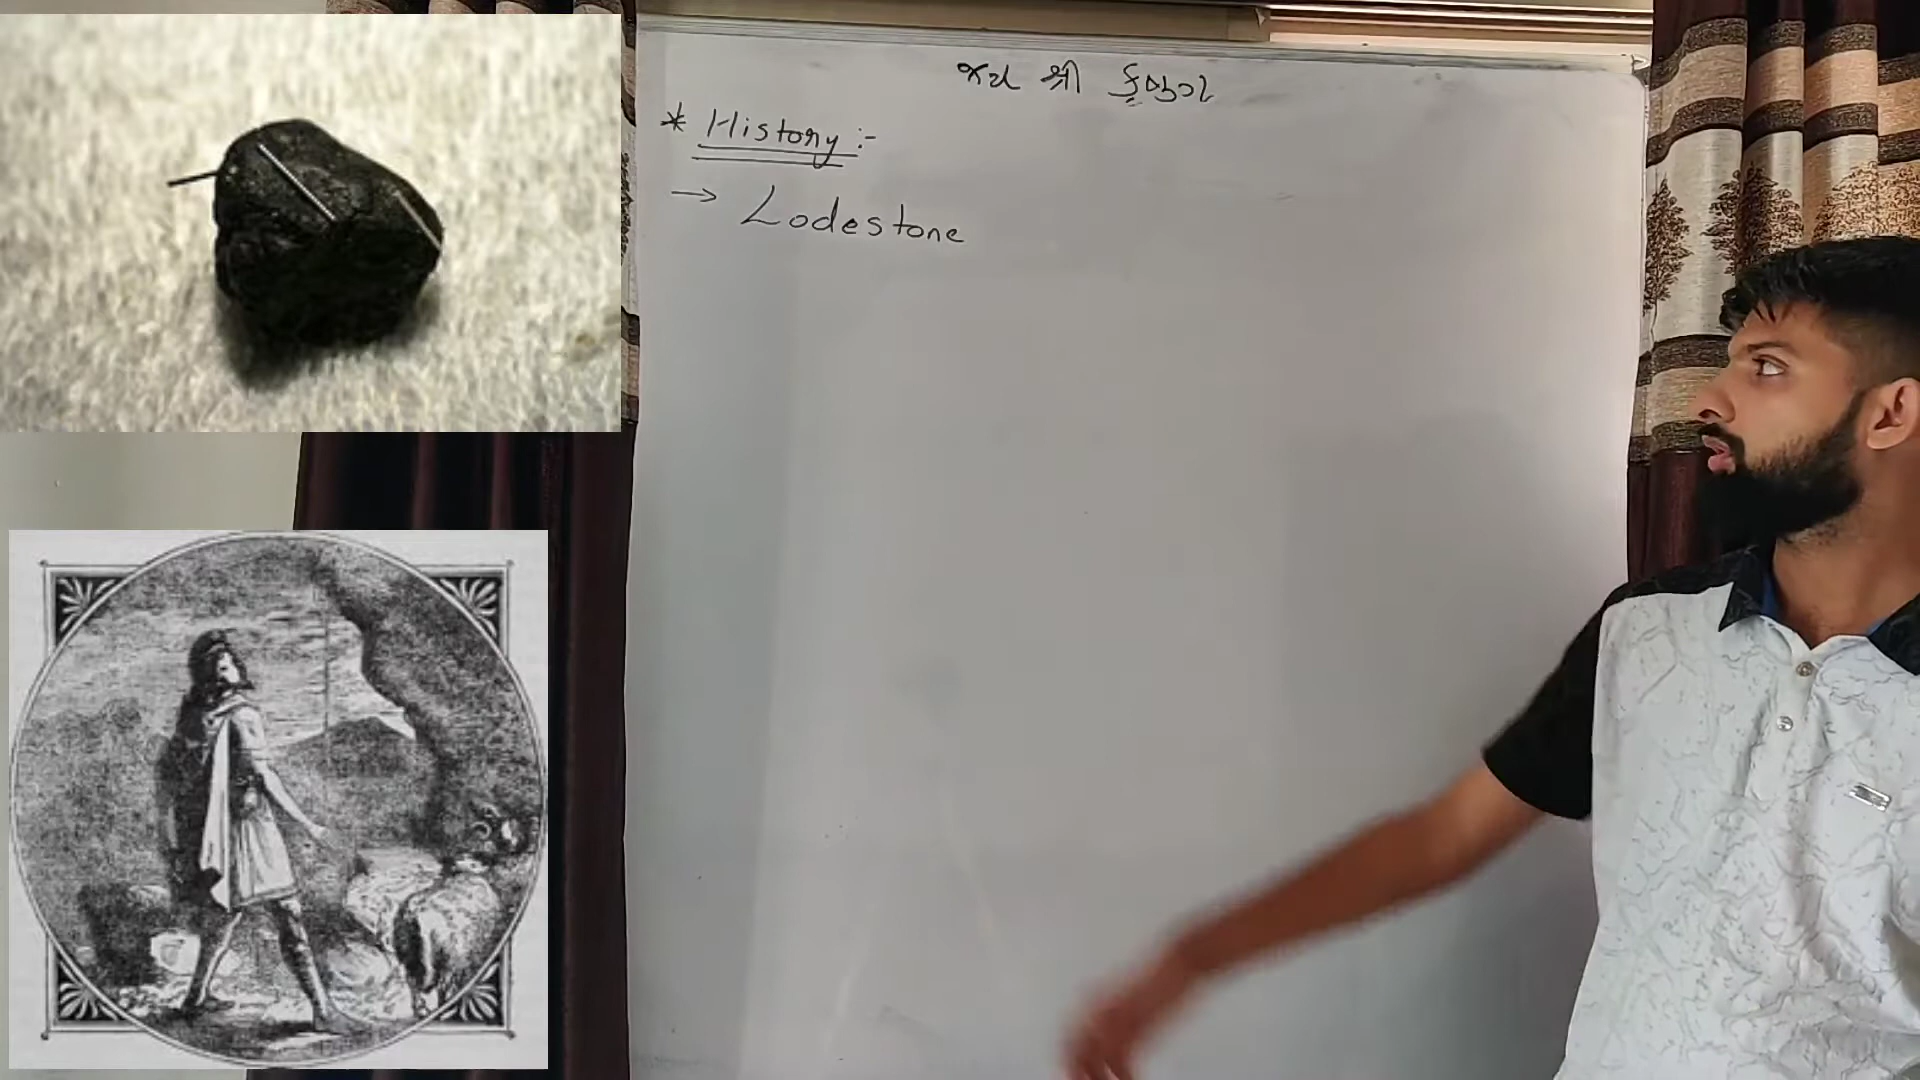 જય શ્રી કૃષ્ણ
* History :-
→ Lodestone